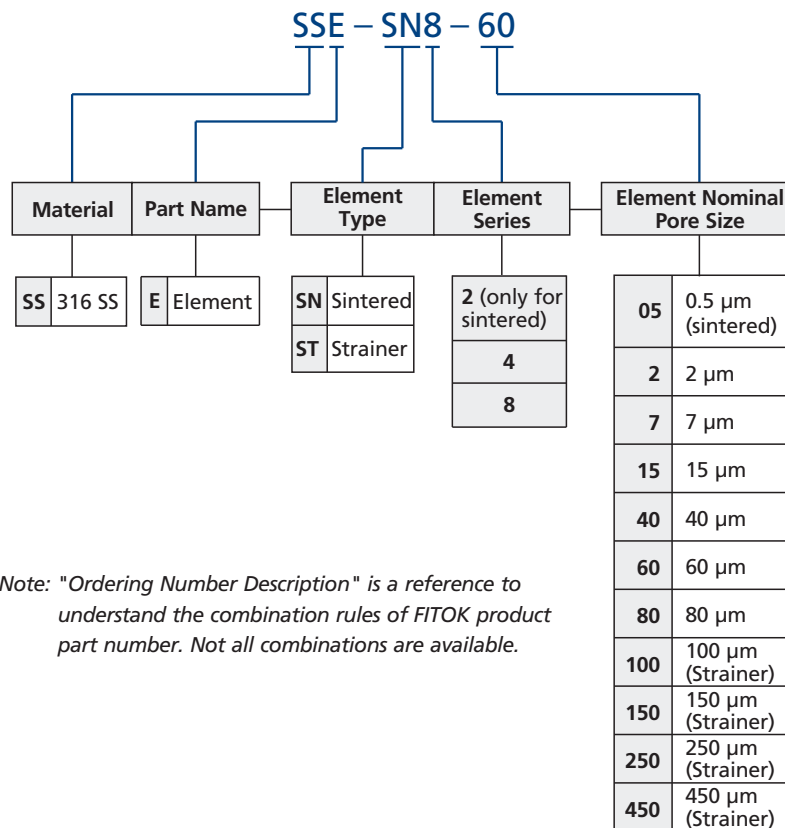 SSE – SN8 – 60
Material
Part Name
Element
Type
Element
Series
Element Nominal
Pore Size
SS 316 SS
E Element
SN Sintered
ST Strainer
2 (only for
sintered)
4
8
05 0.5 µm
(sintered)
2 2 µm
7 7 µm
15 15 µm
40 40 µm
60 60 µm
80 80 µm
100 100 µm
(Strainer)
150 150 µm
(Strainer)
250 250 µm
(Strainer)
450 450 µm
(Strainer)
Note: "Ordering Number Description" is a reference to
understand the combination rules of FITOK product
part number. Not all combinations are available.